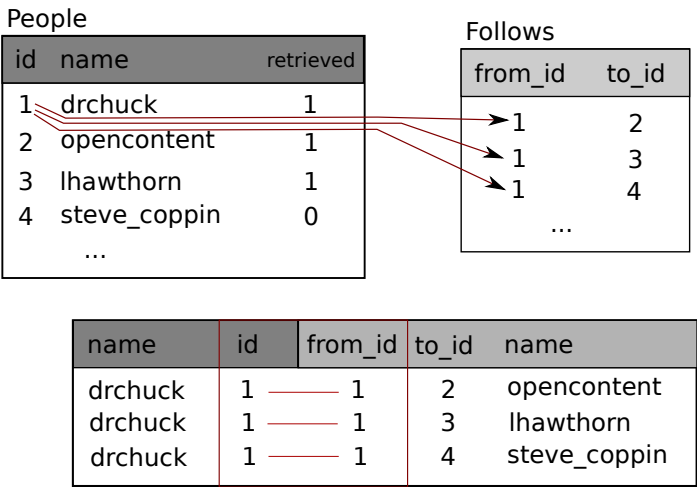 People
id name retrieved
1 drchuck 1
2 opencontent 1
3 lhawthorn 1
4 steve_coppin 0
...
Follows
from_id to_id
1 2
1 3
1 4
...
name id from_id to_id name
drchuck 1 1 2 opencontent
drchuck 1 1 3 lhawthorn
drchuck 1 1 4 steve_coppin